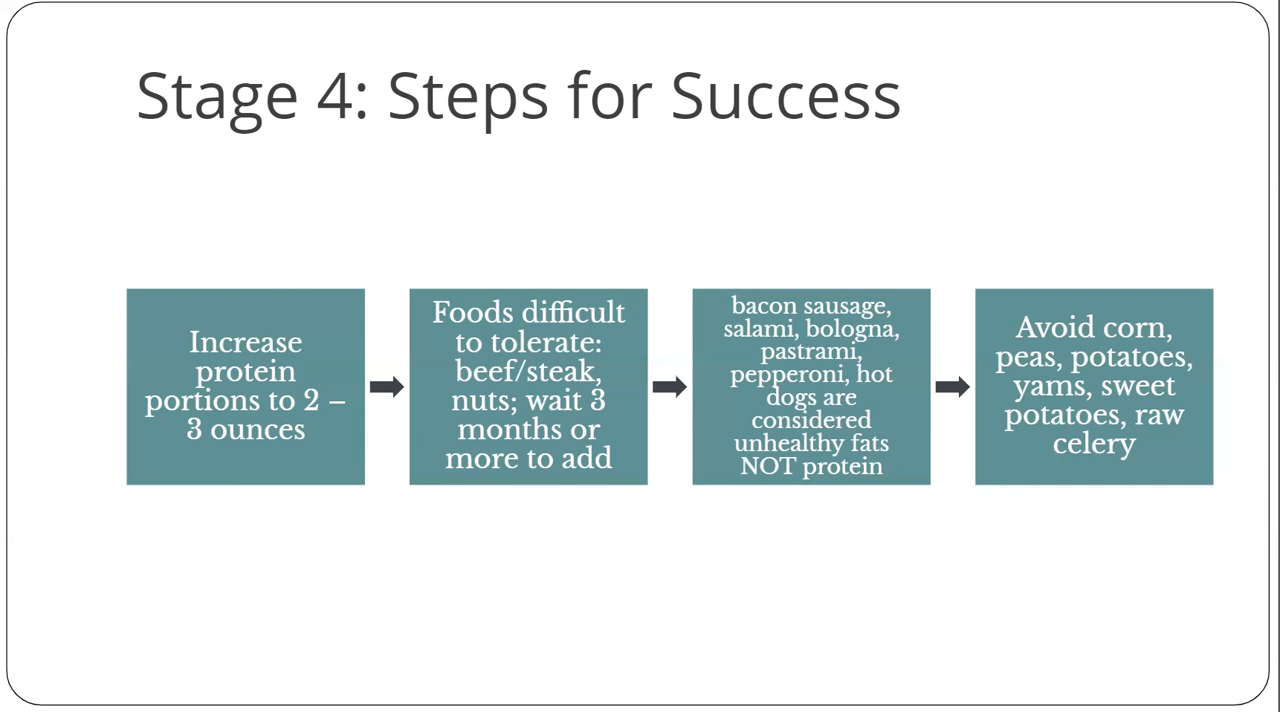 Stage 4: Steps for Success
Increase
protein
portions to 2 –
3 ounces
Foods difficult
to tolerate:
beef/steak,
nuts; wait 3
months or
more to add
bacon sausage,
salami, bologna,
pastrami,
pepperoni, hot
dogs are
considered
unhealthy fats
NOT protein
Avoid corn,
peas, potatoes,
yams, sweet
potatoes, raw
celery